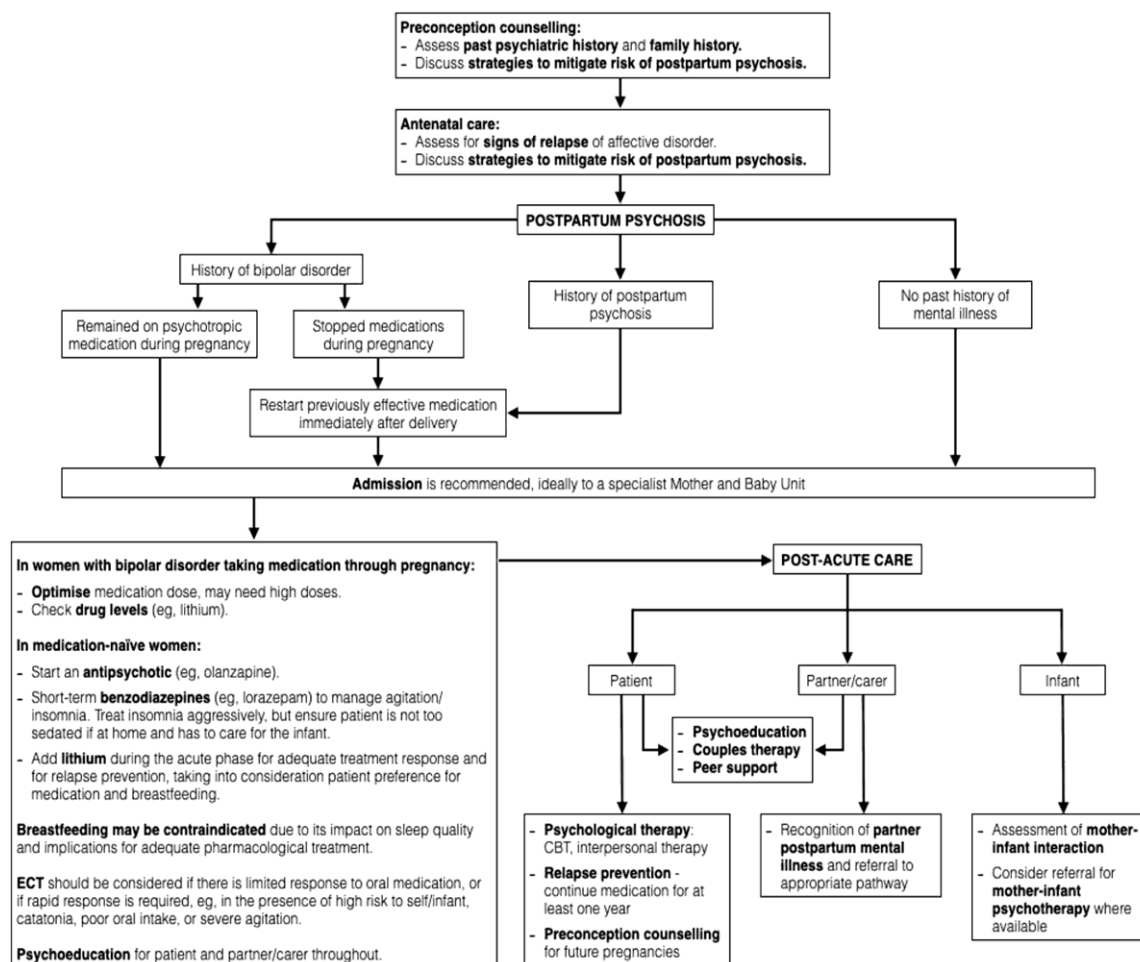 Preconception counselling:
- Assess past psychiatric history and family history.
- Discuss strategies to mitigate risk of postpartum psychosis.
Antenatal care:
- Assess for signs of relapse of affective disorder.
- Discuss strategies to mitigate risk of postpartum psychosis.
POSTPARTUM PSYCHOSIS
History of bipolar disorder
History of postpartum
psychosis
No past history of
mental illness
Remained on psychotropic
medication during pregnancy
Stopped medications
during pregnancy
Restart previously effective medication
immediately after delivery
Admission is recommended, ideally to a specialist Mother and Baby Unit
In women with bipolar disorder taking medication through pregnancy:
- Optimise medication dose, may need high doses.
- Check drug levels (eg, lithium).
In medication-naïve women:
- Start an antipsychotic (eg, olanzapine).
- Short-term benzodiazepines (eg, lorazepam) to manage agitation/
insomnia. Treat insomnia aggressively, but ensure patient is not too
sedated if at home and has to care for the infant.
- Add lithium during the acute phase for adequate treatment response and
for relapse prevention, taking into consideration patient preference for
medication and breastfeeding.
Breastfeeding may be contraindicated due to its impact on sleep quality
and implications for adequate pharmacological treatment.
ECT should be considered if there is limited response to oral medication, or
if rapid response is required, eg, in the presence of high risk to self/infant,
catatonia, poor oral intake, or severe agitation.
Psychoeducation for patient and partner/carer throughout.
POST-ACUTE CARE
Patient
Partner/carer
Infant
- Psychoeducation
- Couples therapy
- Peer support
- Psychological therapy:
CBT, interpersonal therapy
- Relapse prevention -
continue medication for at
least one year
- Preconception counselling
for future pregnancies
- Recognition of partner
postpartum mental
illness and referral to
appropriate pathway
- Assessment of mother-
infant interaction
- Consider referral for
mother-infant
psychotherapy where
available